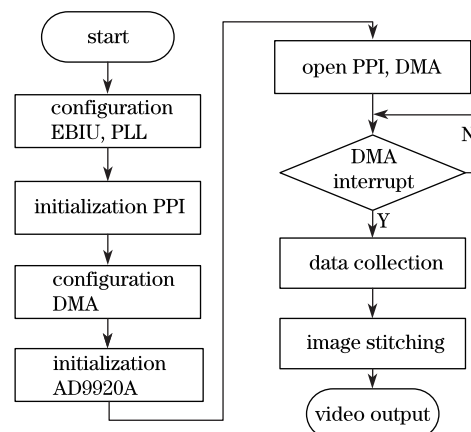 start
configuration
EBIU, PLL
initialization PPI
configuration
DMA
initialization
AD9920A
open PPI, DMA
N
DMA
interrupt
Y
data collection
image stitching
video output